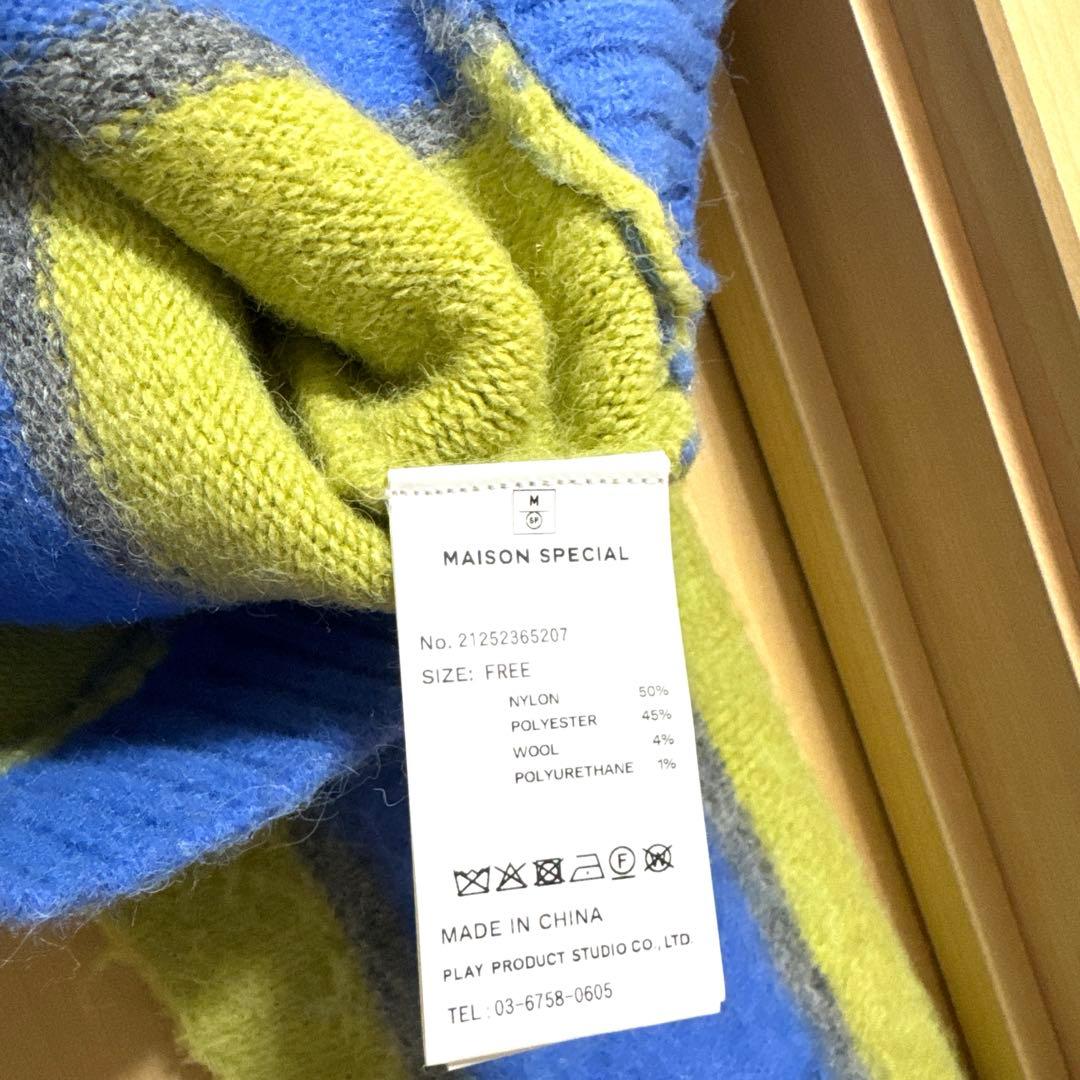 M
SP
MAISON SPECIAL
No. 21252365207
SIZE: FREE
NYLON 50%
POLYESTER 45%
WOOL 4%
POLYURETHANE 1%
F W
MADE IN CHINA
PLAY PRODUCT STUDIO CO., LTD.
TEL : 03-6758-0605